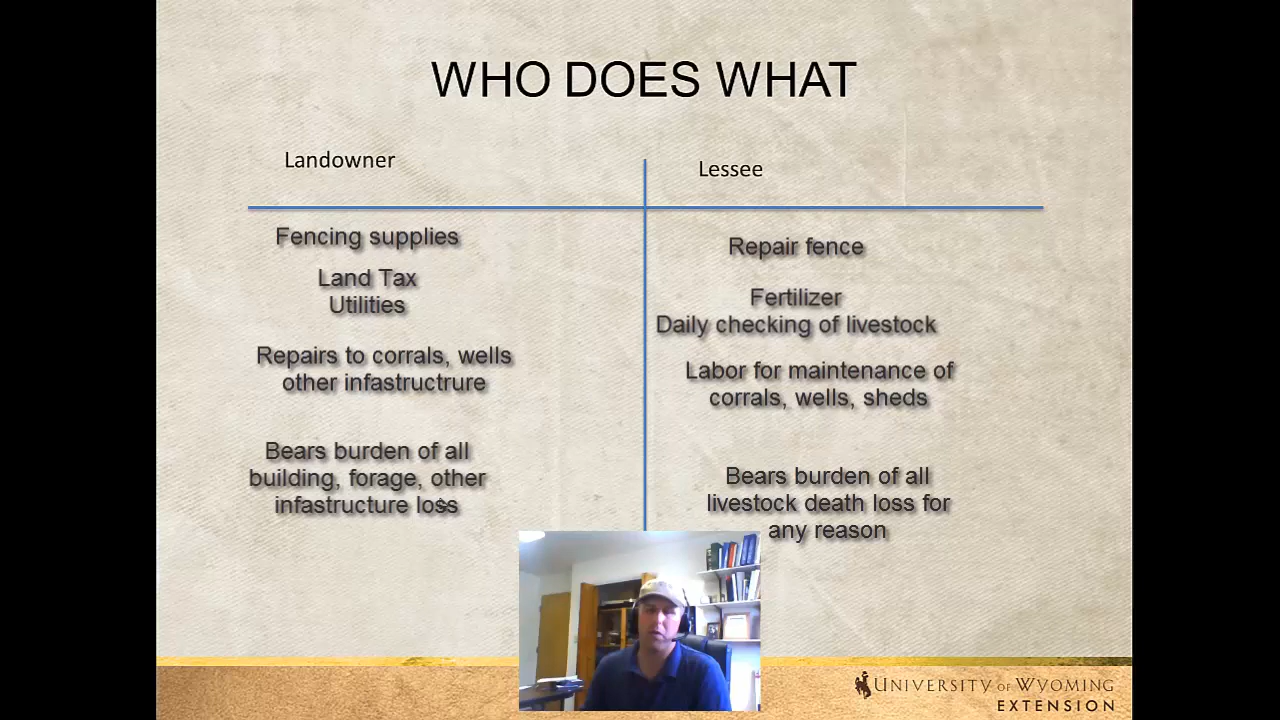 WHO DOES WHAT
Landowner
Fencing supplies
Land Tax
Utilities
Repairs to corrals, wells
other infastructrure
Bears burden of all
building, forage, other
infastructure loss
Lessee
Repair fence
Fertilizer
Daily checking of livestock
Labor for maintenance of
corrals, wells, sheds
Bears burden of all
livestock death loss for
any reason
UNIVERSITY OF WYOMING
EXTENSION